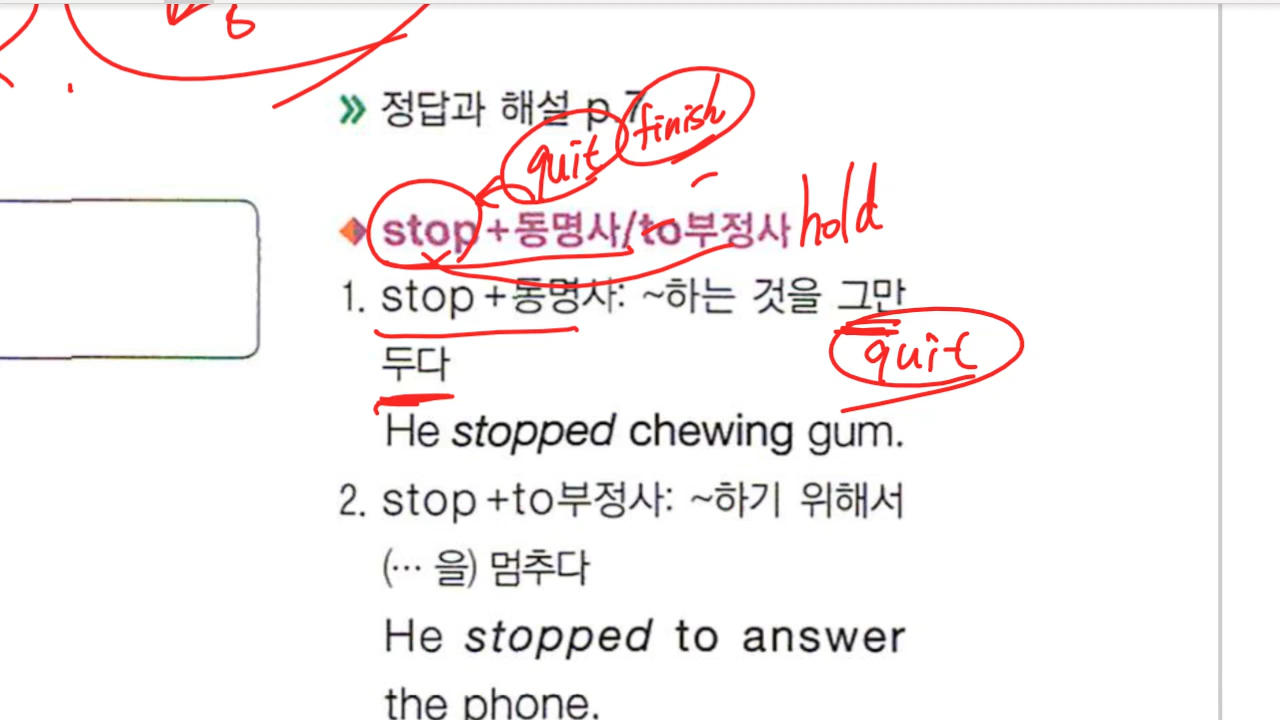 6
» 정답과 해설 p.7
quit finish
stop+동명사/to부정사 hold
1. stop+동명사: ~하는 것을 그만
두다
quit
He stopped chewing gum.
2. stop+to부정사: ~하기 위해서
(… 을) 멈추다
He stopped to answer
the phone.